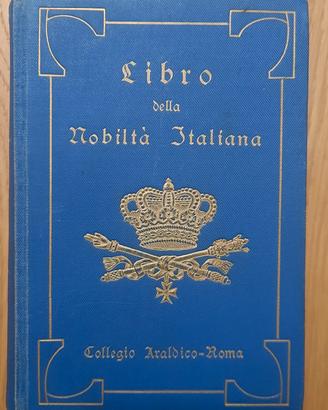 Libro
della
Nobiltà Italiana
Collegio Araldico-Roma